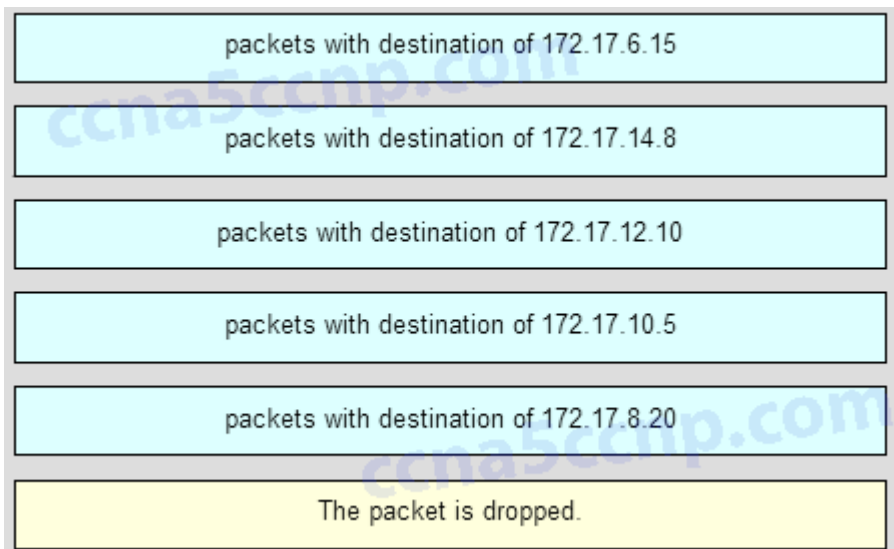 packets with destination of 172.17.6.15
ccna5ccnp.com
packets with destination of 172.17.14.8
packets with destination of 172.17.12.10
packets with destination of 172.17.10.5
packets with destination of 172.17.8.20
ccna5ccnp.com
The packet is dropped.